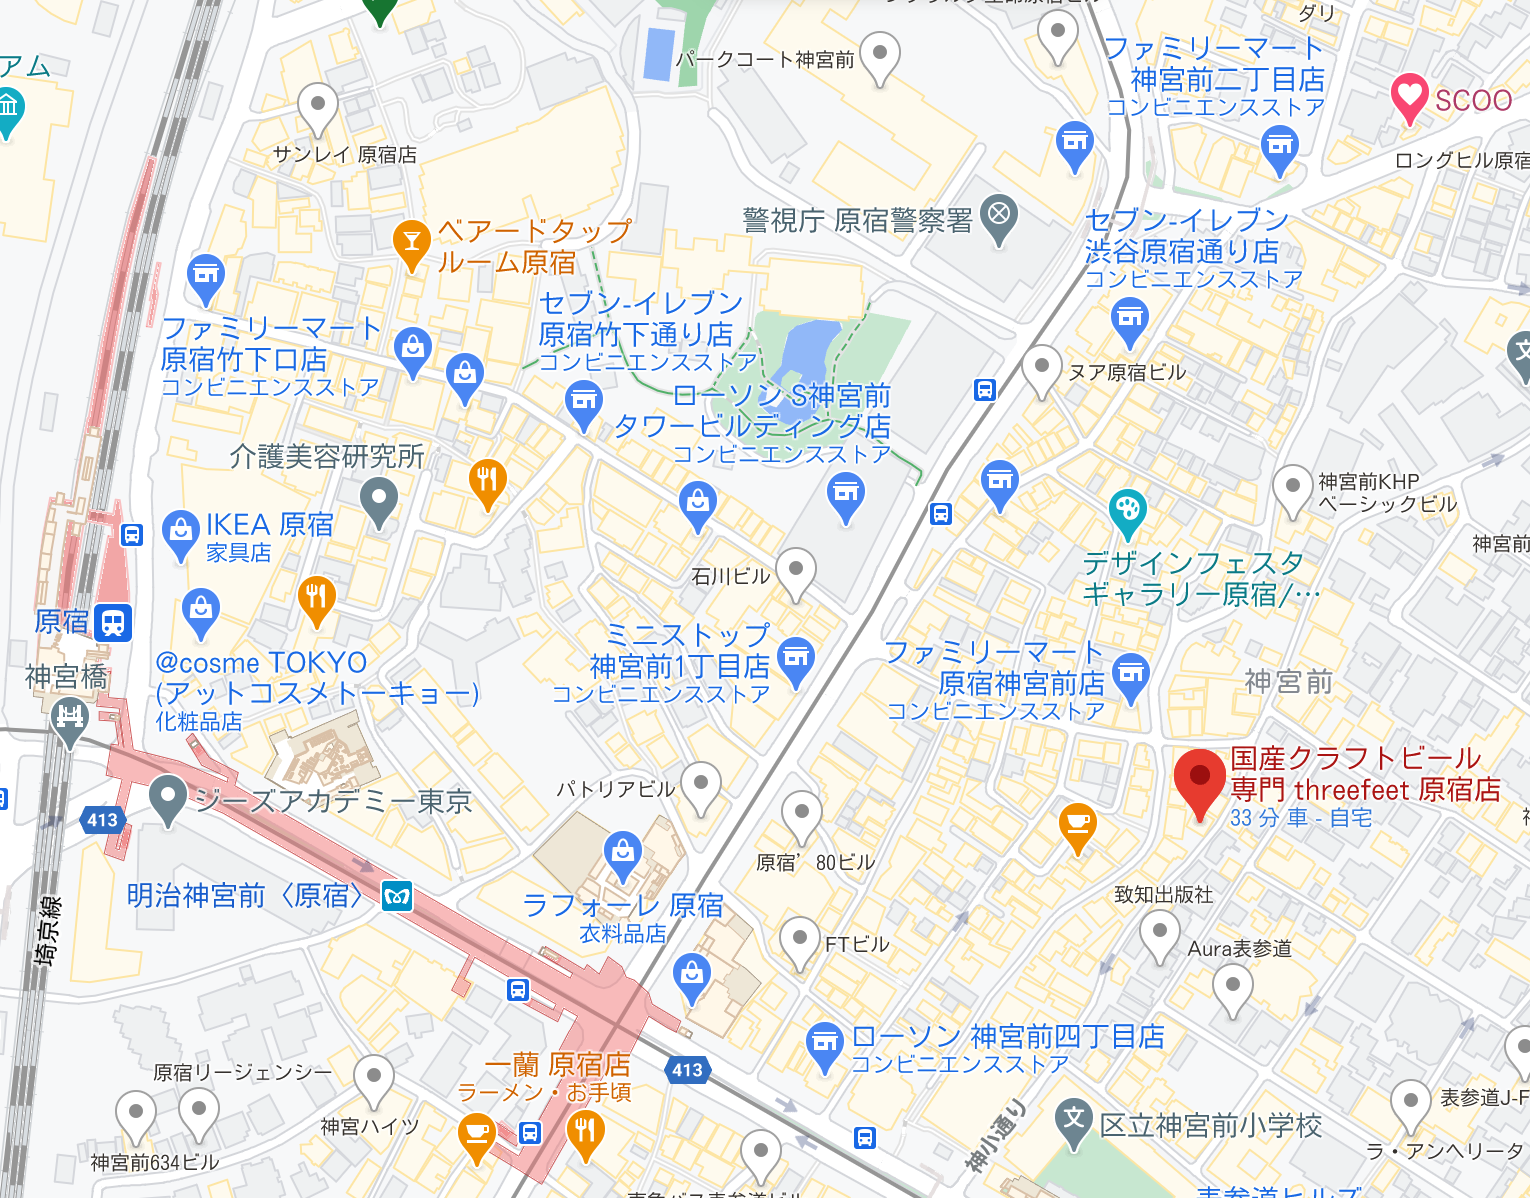 ダリ
パークコート神宮前
ファミリーマート
神宮前二丁目店
コンビニエンスストア
SCOO
アム
サンレイ 原宿店
ロングヒル原宿
警視庁 原宿警察署
セブン-イレブン
渋谷原宿通り店
コンビニエンスストア
ベアードタップ
ルーム原宿
セブン-イレブン
原宿竹下通り店
コンビニエンスストア
ファミリーマート
原宿竹下口店
コンビニエンスストア
ヌア原宿ビル
ローソン S神宮前
タワービルディング店
コンビニエンスストア
介護美容研究所
神宮前KHP
ベーシックビル
IKEA 原宿
家具店
神宮前
デザインフェスタ
ギャラリー原宿/…
石川ビル
原宿
ミニストップ
神宮前1丁目店
コンビニエンスストア
ファミリーマート
原宿神宮前店
コンビニエンスストア
神宮前
神宮橋
@cosme TOKYO
(アットコスメトーキョー)
化粧品店
国産クラフトビール
専門 threefeet 原宿店
33 分 車 - 自宅
パトリアビル
ジーズアカデミー東京
413
原宿’80ビル
明治神宮前〈原宿〉
致知出版社
ラフォーレ 原宿
衣料品店
埼京線
FTビル
Aura表参道
ローソン 神宮前四丁目店
コンビニエンスストア
一蘭 原宿店
ラーメン・お手頃
413
原宿リージェンシー
神宮ハイツ
神宮前634ビル
神小通り
区立神宮前小学校
表参道J-F
ラ・アンヘリータ
表参道ヒルズ